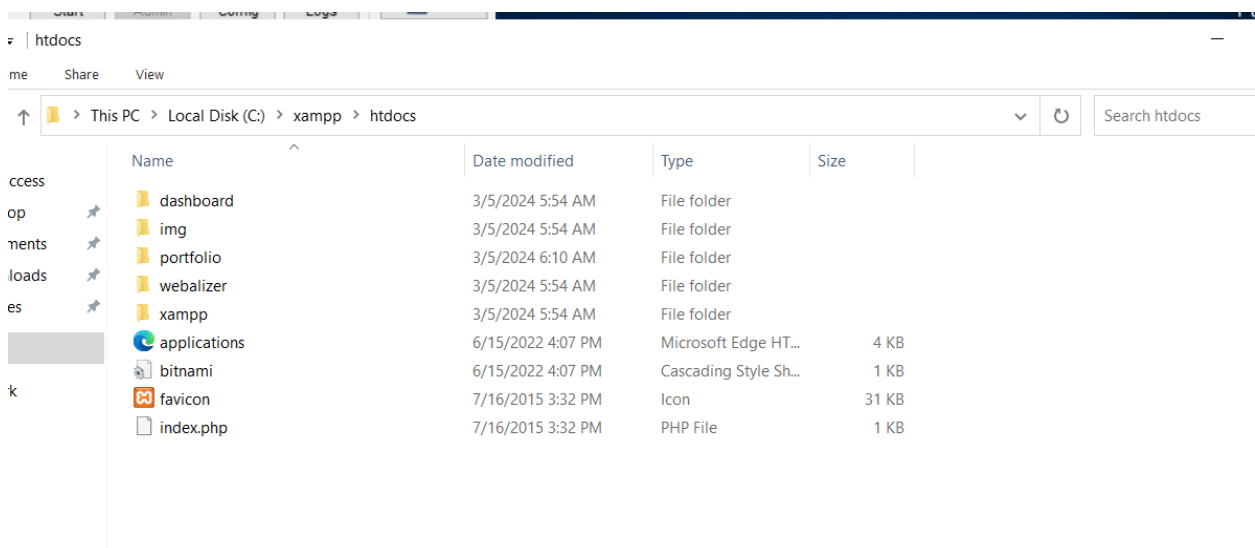 Start Admin Config Logs
htdocs
me Share View
This PC > Local Disk (C:) > xampp > htdocs Search htdocs
Name Date modified Type Size
ccess
dashboard 3/5/2024 5:54 AM File folder
op
img 3/5/2024 5:54 AM File folder
ments
portfolio 3/5/2024 6:10 AM File folder
loads
webalizer 3/5/2024 5:54 AM File folder
es
xampp 3/5/2024 5:54 AM File folder
applications 6/15/2022 4:07 PM Microsoft Edge HT... 4 KB
bitnami 6/15/2022 4:07 PM Cascading Style Sh... 1 KB
k
favicon 7/16/2015 3:32 PM Icon 31 KB
index.php 7/16/2015 3:32 PM PHP File 1 KB